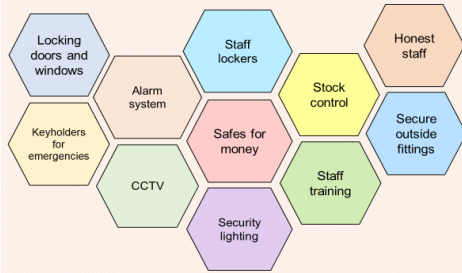 Locking
doors and
windows
Alarm
system
Staff
lockers
Stock
control
Honest
staff
Keyholders
for
emergencies
CCTV
Safes for
money
Staff
training
Secure
outside
fittings
Security
lighting